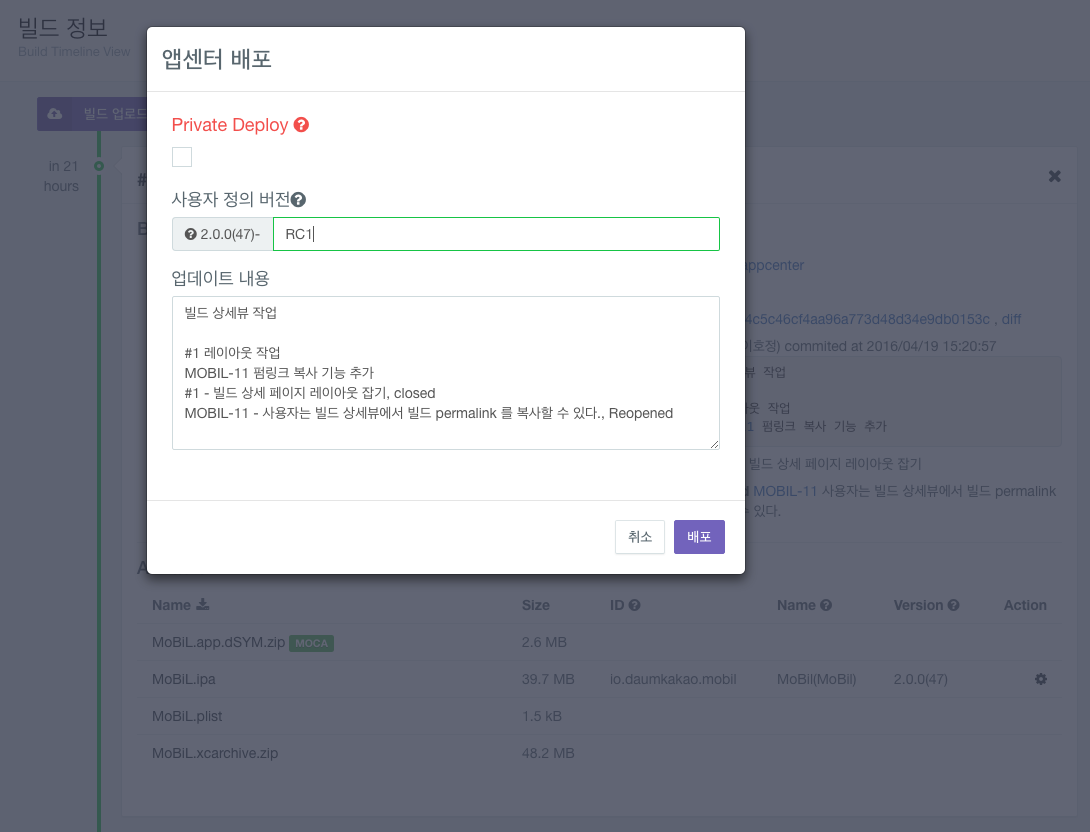 빌드 정보
Build Timeline View
빌드 업로드
in 21
hours
앱센터 배포
Private Deploy
사용자 정의 버전
2.0.0(47)- RC1
업데이트 내용
빌드 상세뷰 작업
#1 레이아웃 작업
MOBIL-11 펌링크 복사 기능 추가
#1 - 빌드 상세 페이지 레이아웃 잡기, closed
MOBIL-11 - 사용자는 빌드 상세뷰에서 빌드 permalink 를 복사할 수 있다., Reopened
취소 배포
#
4c5c46cf4aa96a773d48d34e9db0153c , diff
commited at 2016/04/19 15:20:57
작업
작업
펌링크 복사 기능 추가
빌드 상세 페이지 레이아웃 잡기
MOBIL-11 사용자는 빌드 상세뷰에서 빌드 permalink
있다.
Name Size ID Name Version Action
MoBiL.app.dSYM.zip MOCA 2.6 MB
MoBiL.ipa 39.7 MB io.daumkakao.mobil MoBil(MoBil) 2.0.0(47)
MoBiL.plist 1.5 kB
MoBiL.xcarchive.zip 48.2 MB